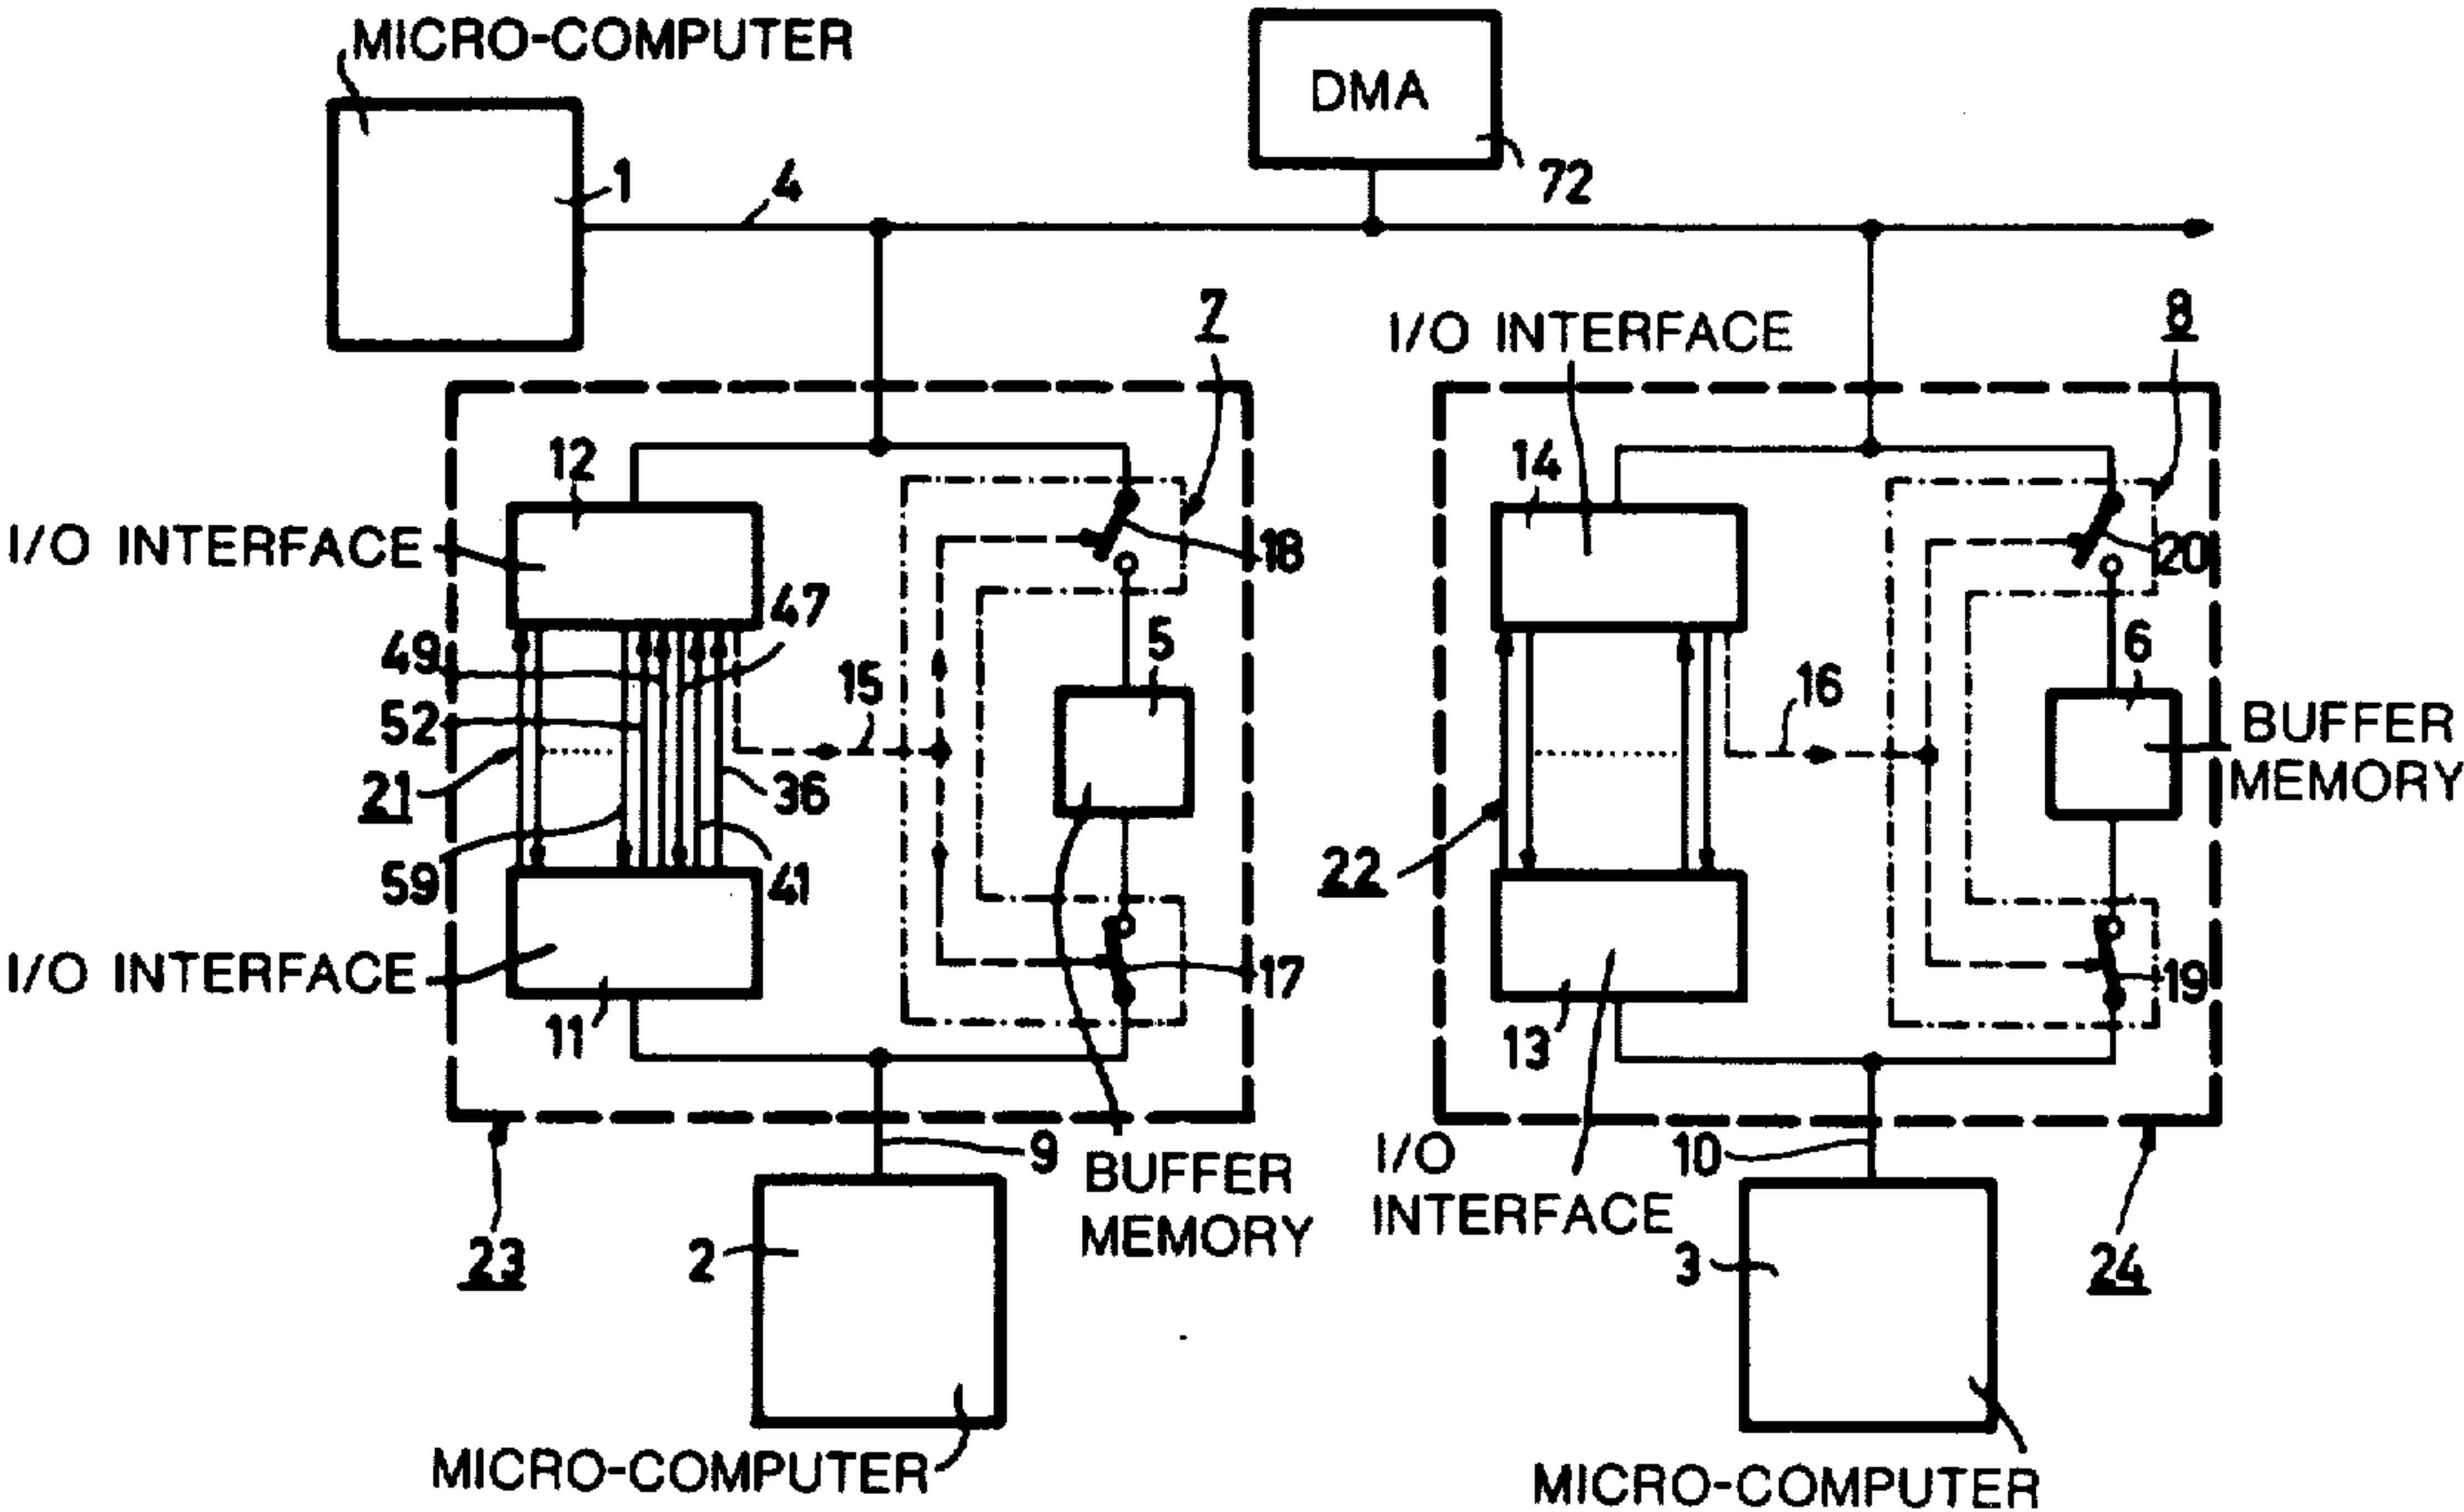 MICRO-COMPUTER
DMA
1
4
72
7
8
I/O INTERFACE
12
14
I/O INTERFACE
18
20
47
49
15
5
6
16
52
BUFFER
MEMORY
21
36
22
59
41
I/O INTERFACE
17
19
11
13
9
BUFFER
MEMORY
I/O
INTERFACE
10
23
2
3
24
MICRO-COMPUTER
MICRO-COMPUTER